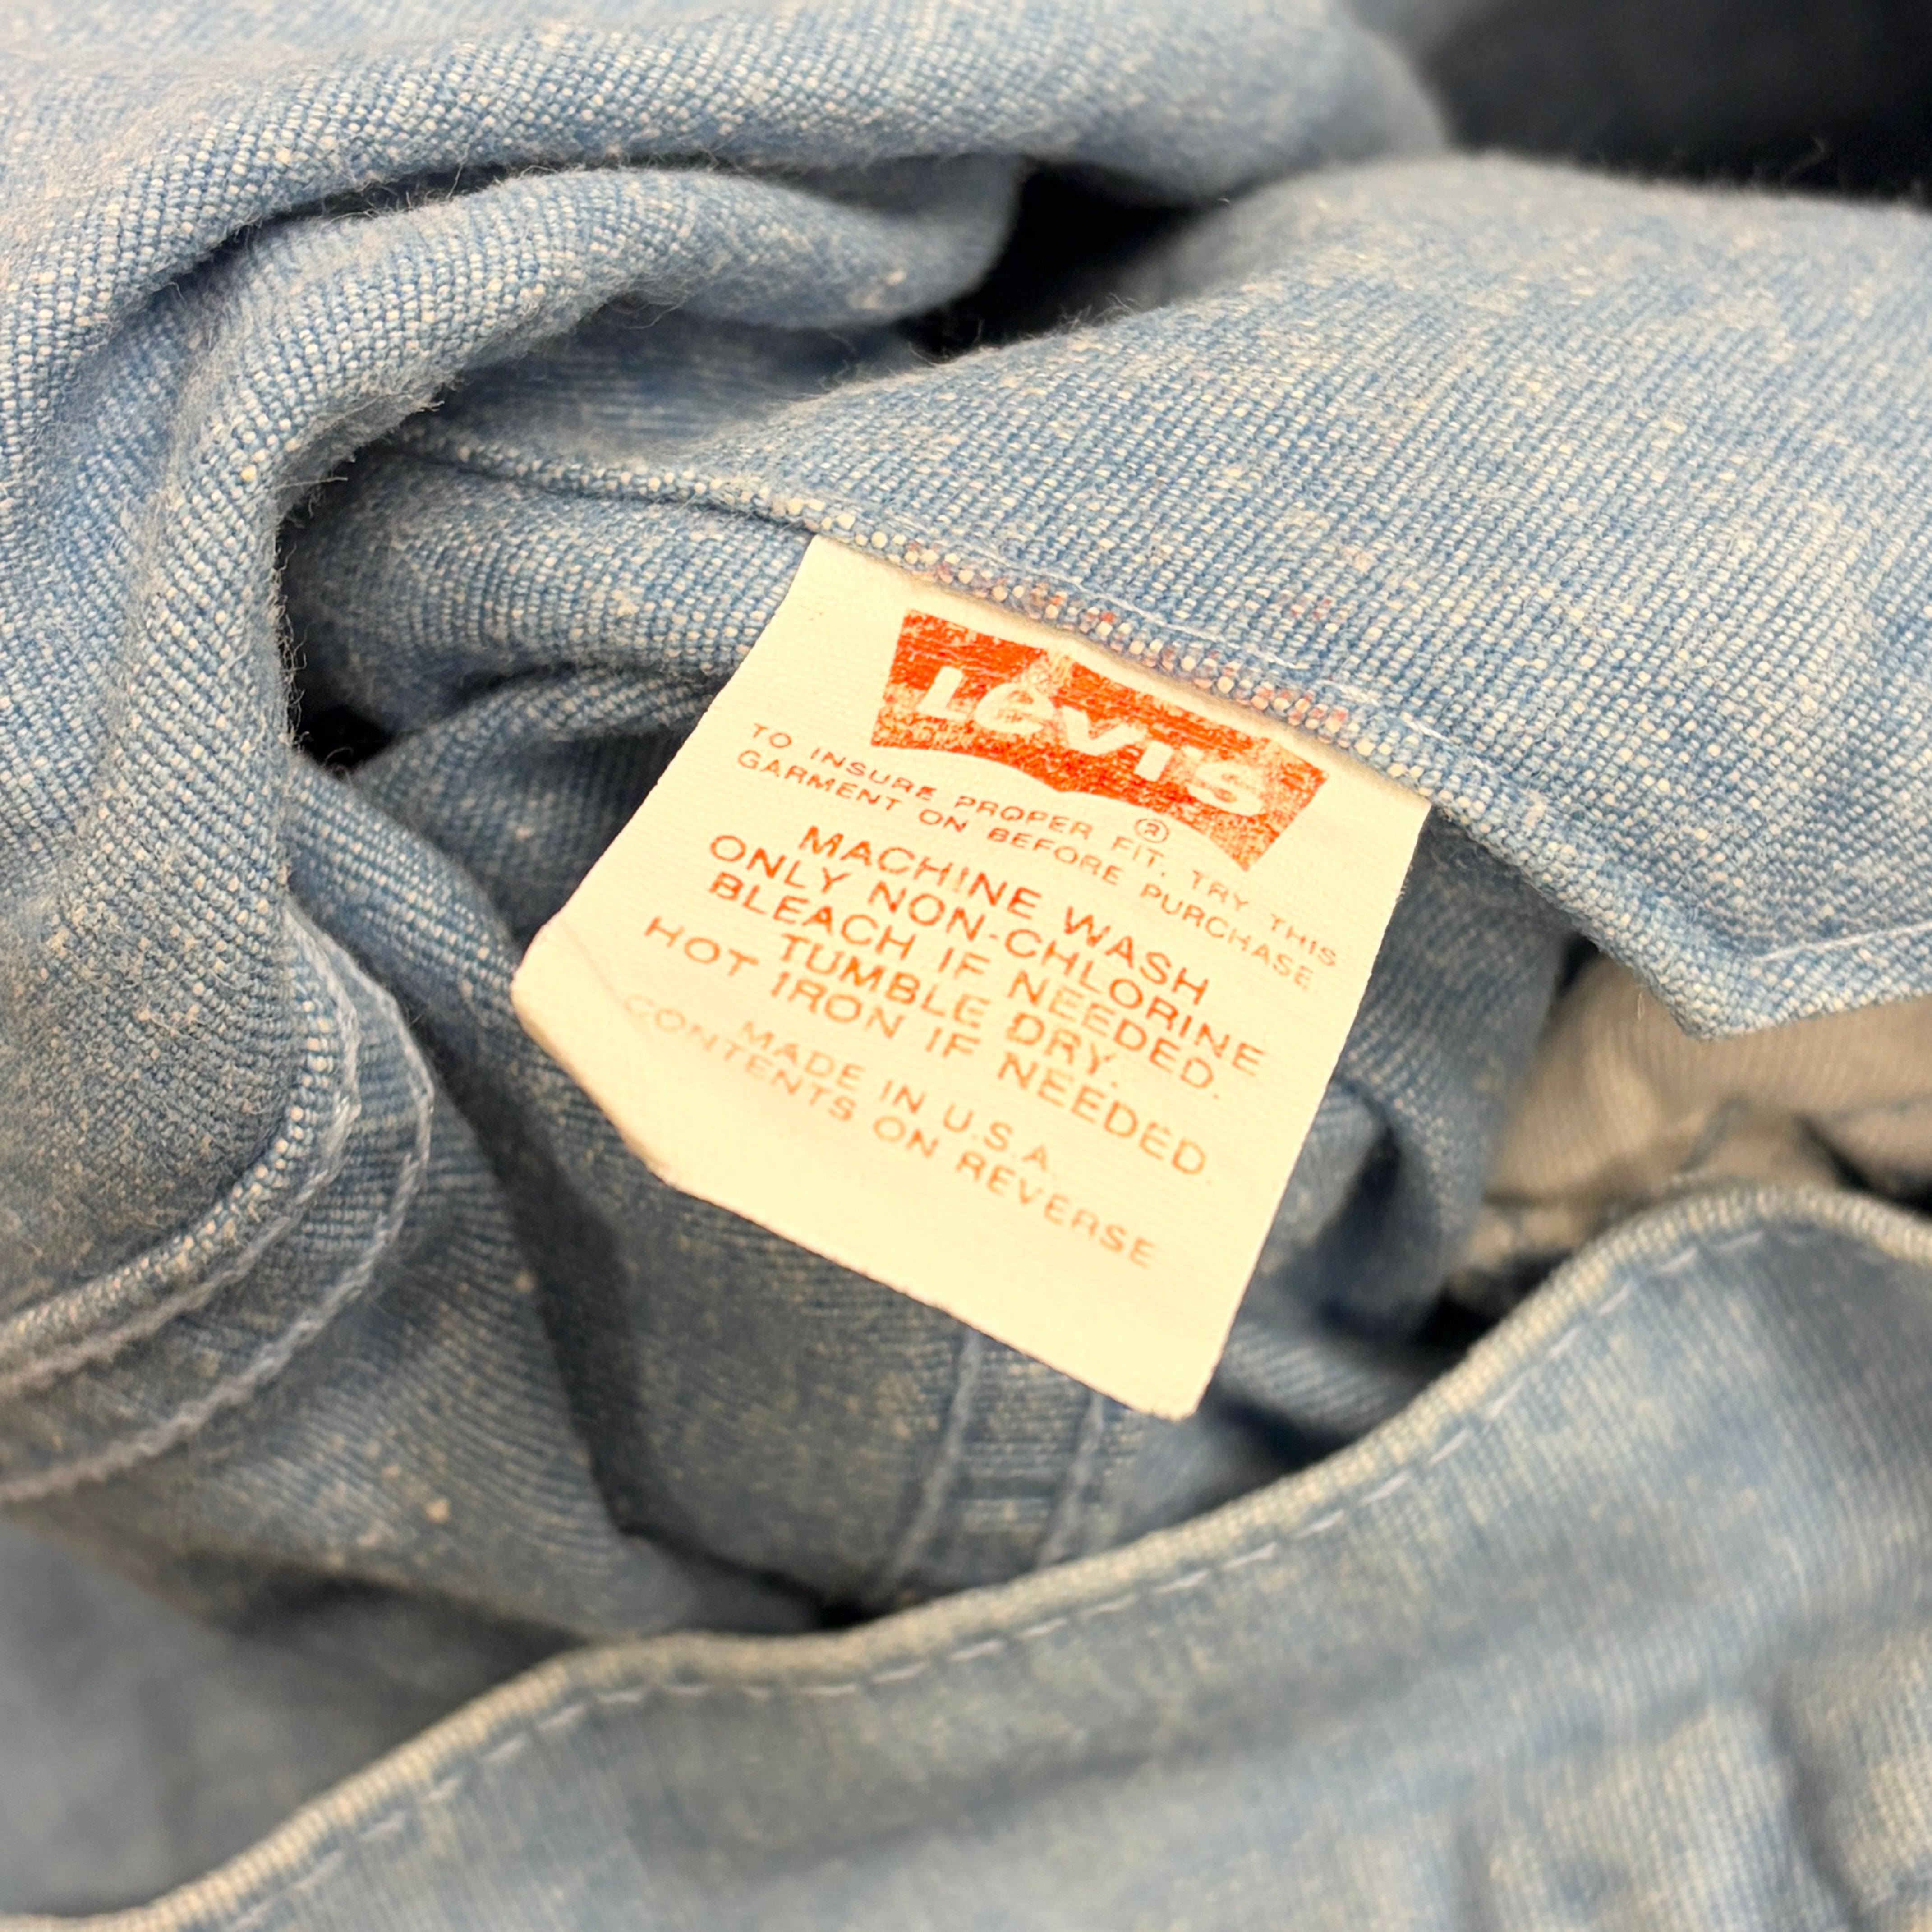 Levi's
®
TO INSURE PROPER FIT, TRY THIS
GARMENT ON BEFORE PURCHASE.
MACHINE WASH
ONLY NON-CHLORINE
BLEACH IF NEEDED.
TUMBLE DRY.
HOT IRON IF NEEDED.
MADE IN U.S.A.
CONTENTS ON REVERSE